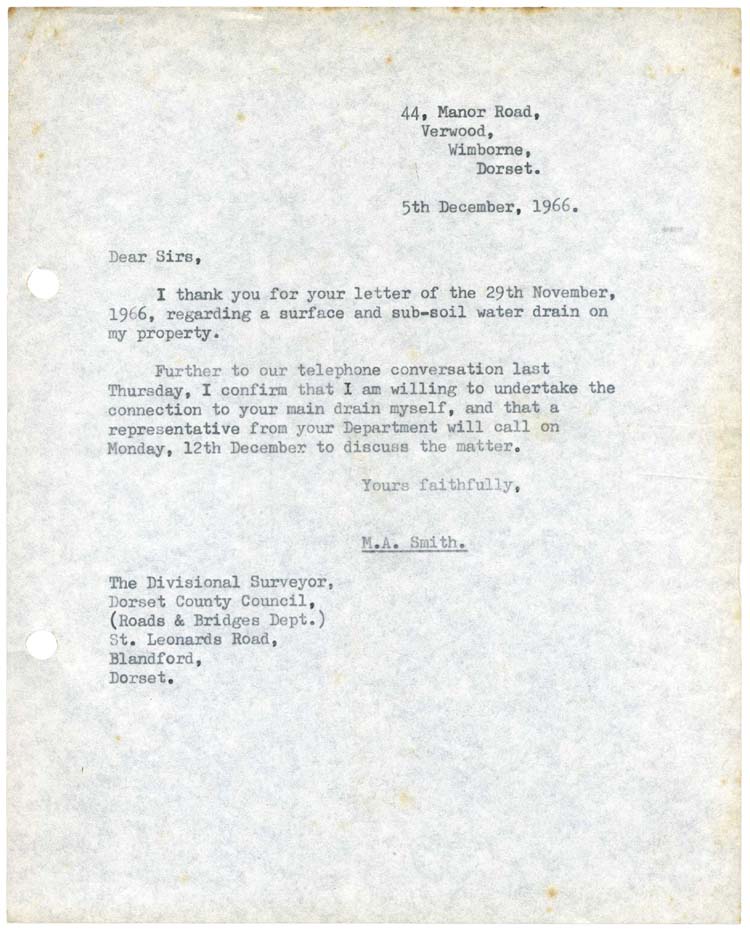 44, Manor Road,
Verwood,
Wimborne,
Dorset.
5th December, 1966.
Dear Sirs,
I thank you for your letter of the 29th November,
1966, regarding a surface and sub-soil water drain on
my property.
Further to our telephone conversation last
Thursday, I confirm that I am willing to undertake the
connection to your main drain myself, and that a
representative from your Department will call on
Monday, 12th December to discuss the matter.
Yours faithfully,
M.A. Smith.
The Divisional Surveyor,
Dorset County Council,
(Roads & Bridges Dept.)
St. Leonards Road,
Blandford,
Dorset.